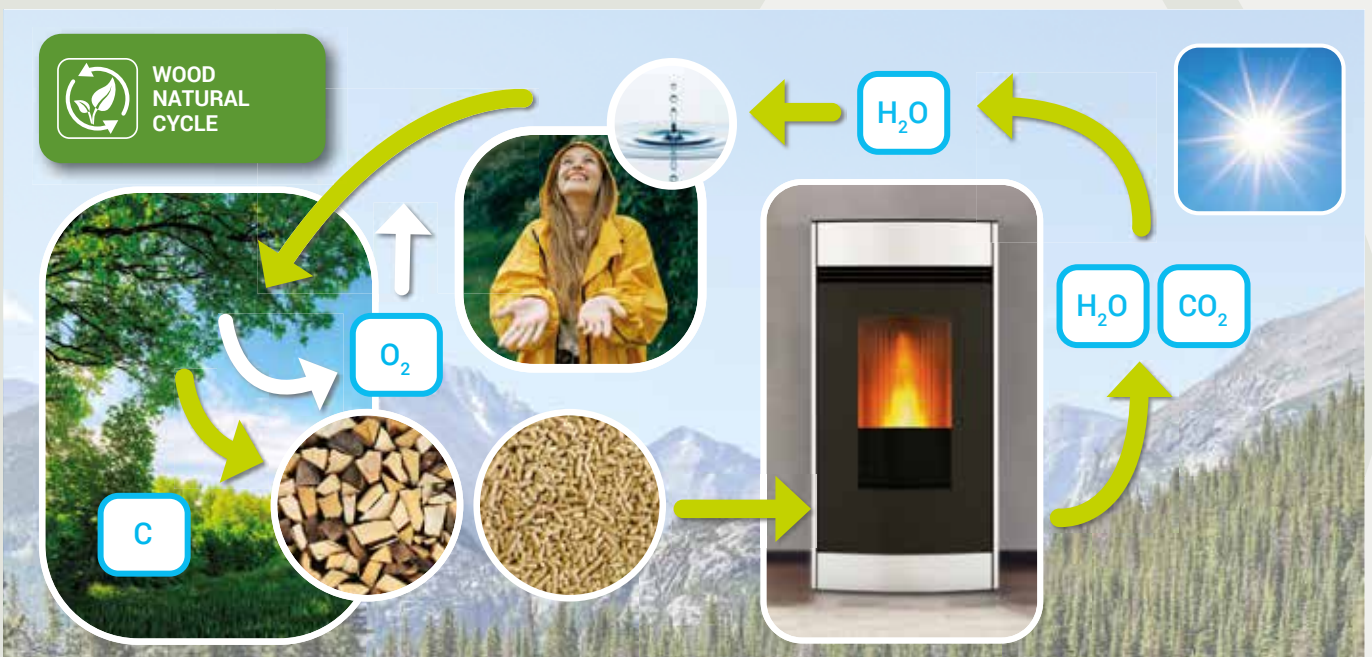 WOOD
NATURAL
CYCLE
H₂O
H₂O CO₂
O₂
C